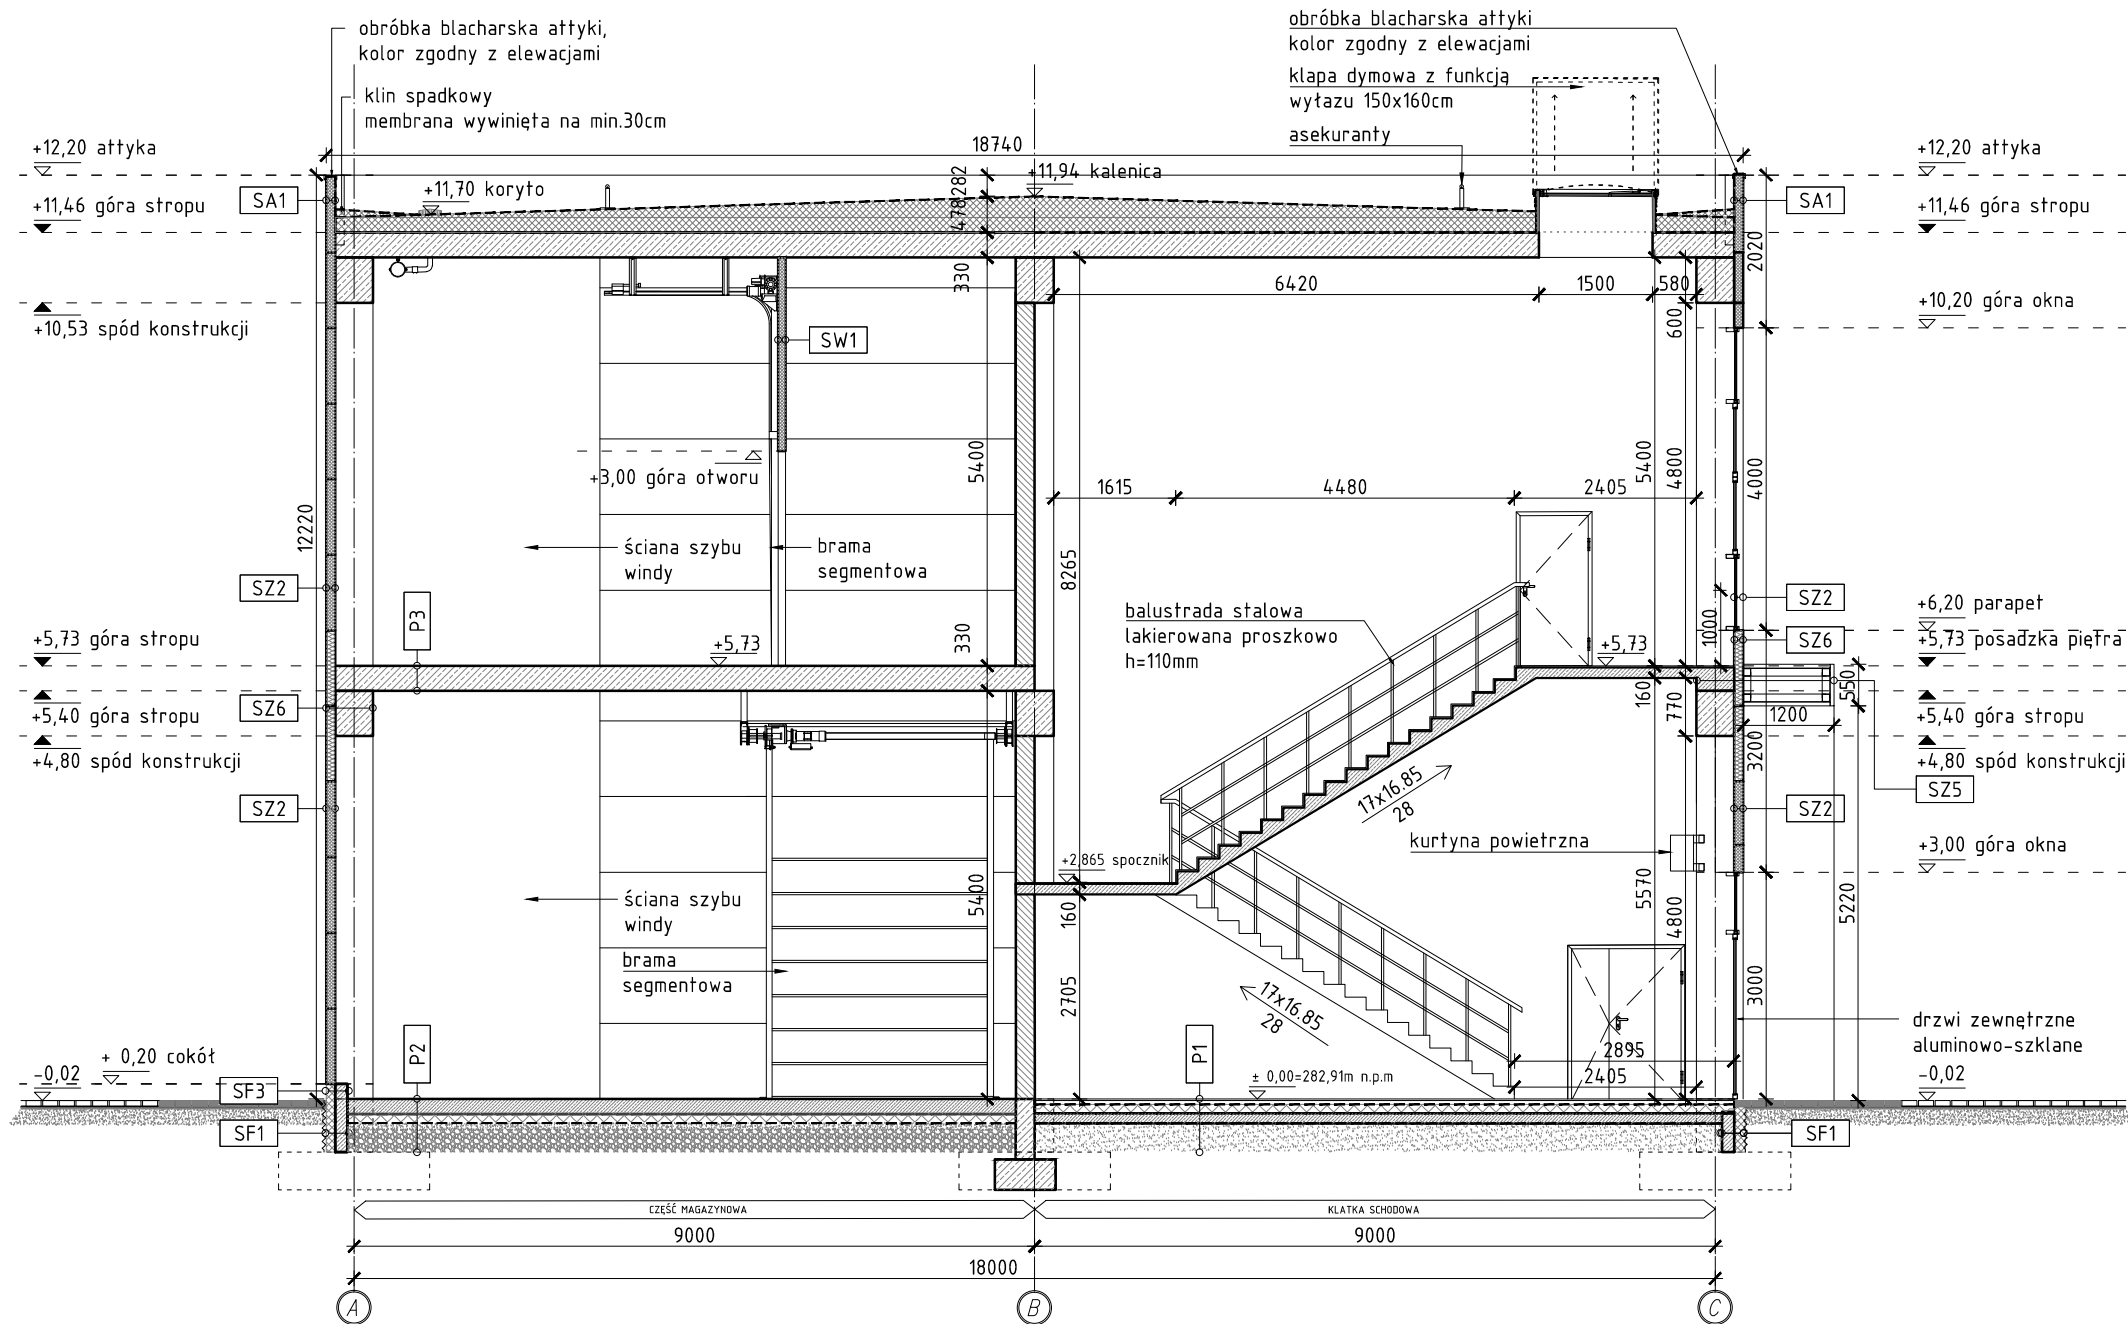 obróbka blacharska attyki,
kolor zgodny z elewacjami
klin spadkowy
membrana wywinięta na min.30cm
obróbka blacharska attyki
kolor zgodny z elewacjami
klapa dymowa z funkcją
wyłazu 150x160cm
asekuranty
18740
+12,20 attyka
+11,46 góra stropu
+10,53 spód konstrukcji
SA1
+11,70 koryto
+11,94 kalenica
282
478
330
SA1
+12,20 attyka
+11,46 góra stropu
2020
+10,20 góra okna
6420
1500
580
600
SW1
+3,00 góra otworu
5400
5400
4800
4000
1615
4480
2405
12220
8265
ściana szybu
windy
brama
segmentowa
SZ2
P3
balustrada stalowa
lakierowana proszkowo
h=110mm
+5,73
+5,73
1000
SZ2
SZ6
+6,20 parapet
+5,73 posadzka piętra
+5,73 góra stropu
330
+5,40 góra stropu
+4,80 spód konstrukcji
SZ6
SZ2
160
770
550
1200
3200
+5,40 góra stropu
+4,80 spód konstrukcji
SZ5
SZ2
17x16.85
28
kurtyna powietrzna
+3,00 góra okna
+2,865 spocznik
ściana szybu
windy
brama
segmentowa
5400
160
2705
5570
4800
5220
3000
17x16.85
28
drzwi zewnętrzne
aluminowo-szklane
2895
2405
± 0,00=282,91m n.p.m
+ 0,20 cokół
-0,02
-0,02
SF3
SF1
P2
P1
SF1
CZĘŚĆ MAGAZYNOWA
KLATKA SCHODOWA
9000
9000
18000
A
B
C